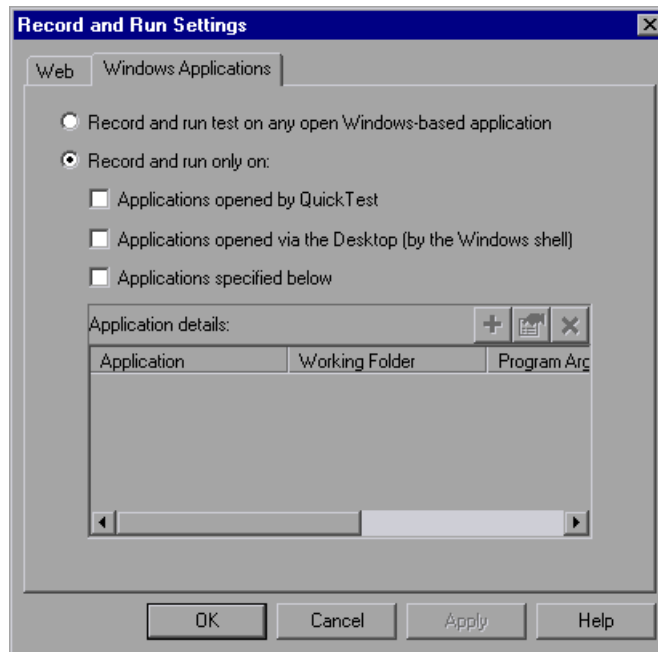 Record and Run Settings
Web Windows Applications
Record and run test on any open Windows-based application
Record and run only on:
Applications opened by QuickTest
Applications opened via the Desktop (by the Windows shell)
Applications specified below
Application details:
Application Working Folder Program Arg
OK Cancel Apply Help